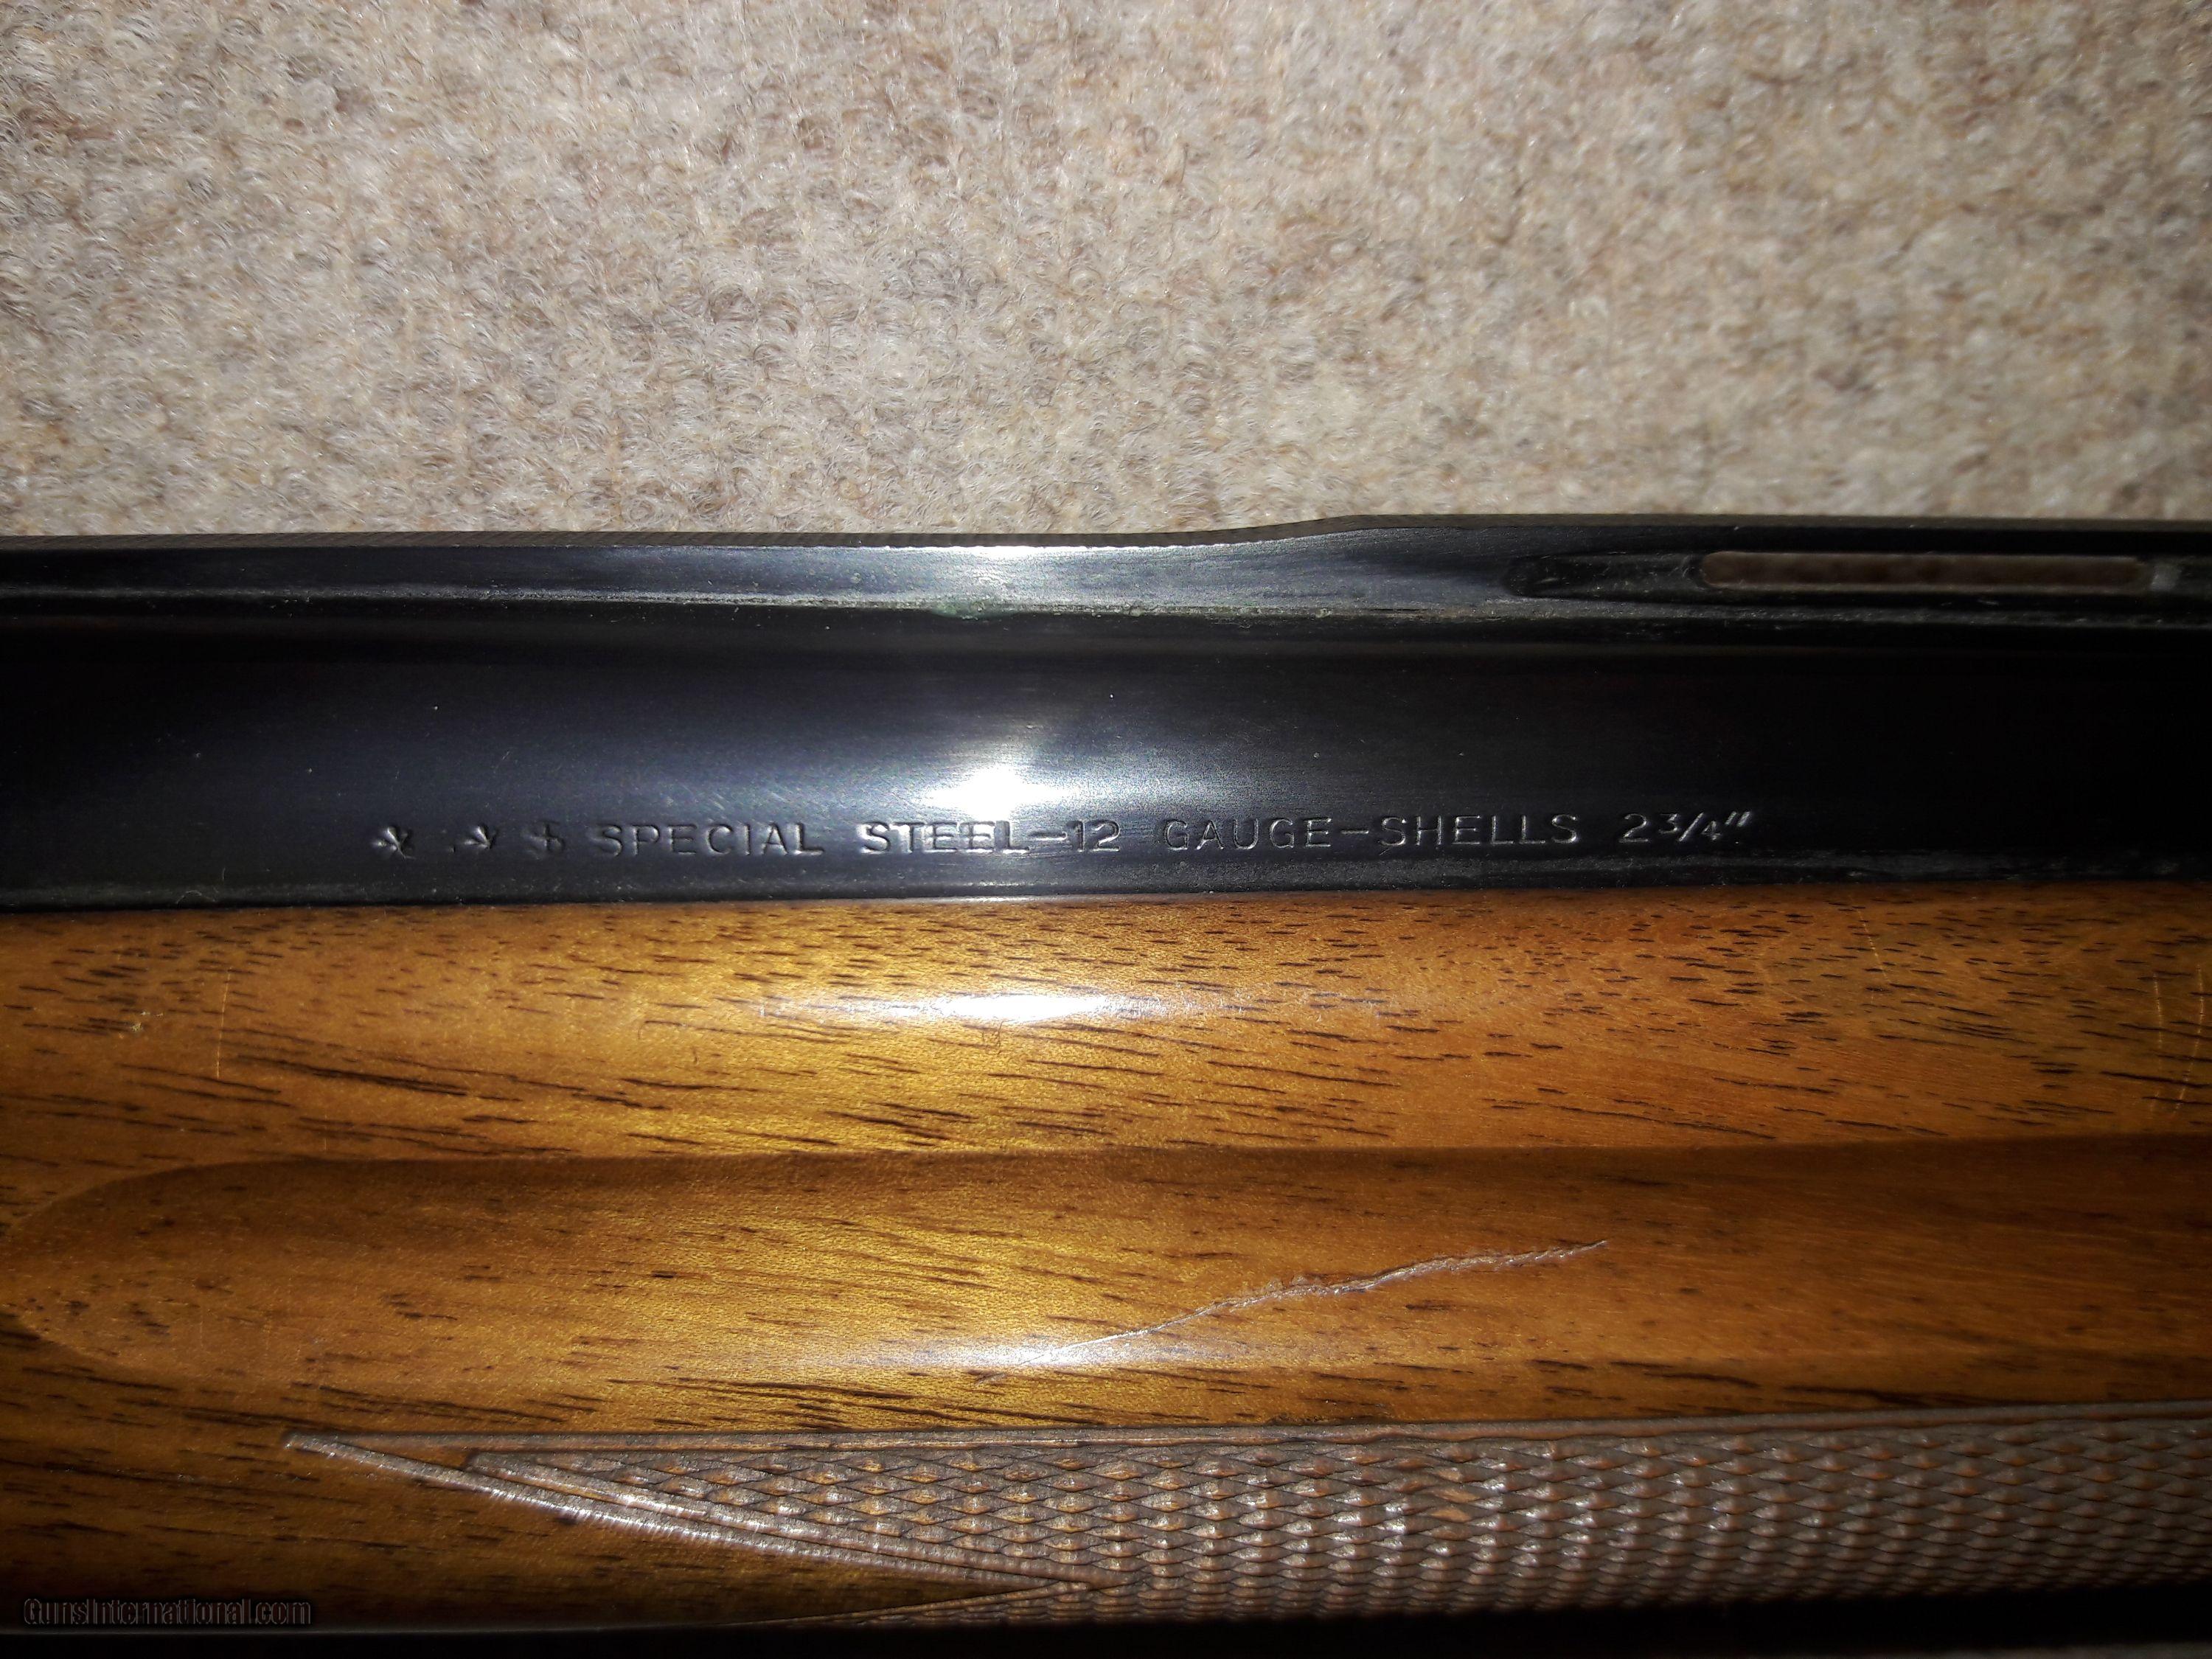 * * * SPECIAL STEEL-12 GAUGE-SHELLS 2 3/4"
GunsInternational.com